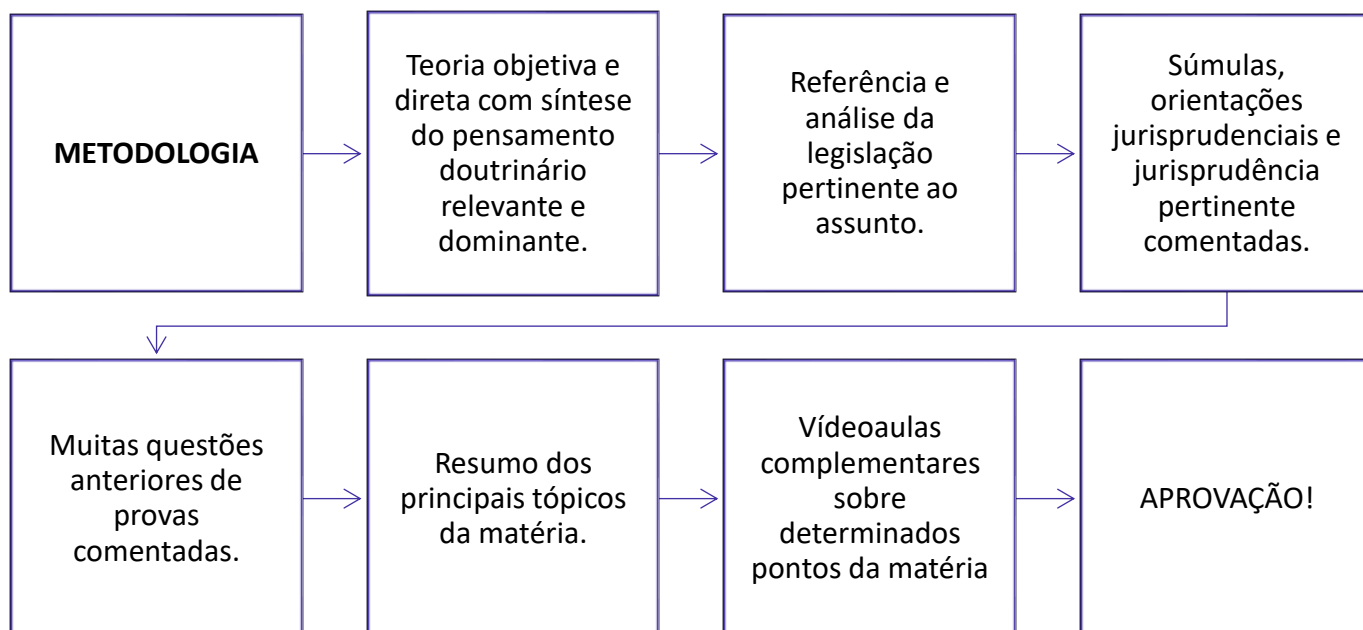 METODOLOGIA
Teoria objetiva e
direta com síntese
do pensamento
doutrinário
relevante e
dominante.
Referência e
análise da
legislação
pertinente ao
assunto.
Súmulas,
orientações
jurisprudenciais e
jurisprudência
pertinente
comentadas.
Muitas questões
anteriores de
provas
comentadas.
Resumo dos
principais tópicos
da matéria.
Vídeoaulas
complementares
sobre
determinados
pontos da matéria
APROVAÇÃO!